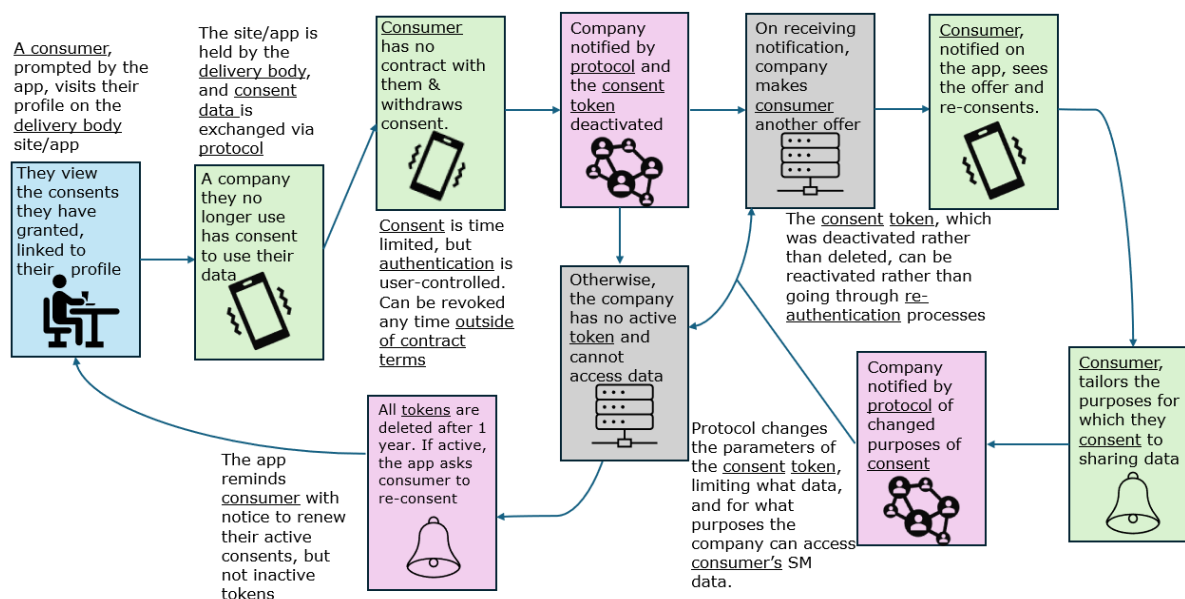 A consumer,
prompted by the
app, visits their
profile on the
delivery body
site/app
They view
the consents
they have
granted,
linked to
their profile
The site/app is
held by the
delivery body,
and consent
data is
exchanged via
protocol
A company
they no
longer use
has consent
to use their
data
Consumer
has no
contract with
them &
withdraws
consent.
Consent is time
limited, but
authentication is
user-controlled.
Can be revoked
any time outside
of contract
terms
Company
notified by
protocol and
the consent
token
deactivated
On receiving
notification,
company
makes
consumer
another offer
Consumer,
notified on
the app, sees
the offer and
re-consents.
The consent token, which
was deactivated rather
than deleted, can be
reactivated rather than
going through re-
authentication processes
Otherwise,
the company
has no active
token and
cannot
access data
Consumer,
tailors the
purposes for
which they
consent to
sharing data
Company
notified by
protocol of
changed
purposes of
consent
Protocol changes
the parameters of
the consent token,
limiting what data,
and for what
purposes the
company can access
consumer's SM
data.
All tokens are
deleted after 1
year. If active,
the app asks
consumer to
re-consent
The app
reminds
consumer with
notice to renew
their active
consents, but
not inactive
tokens